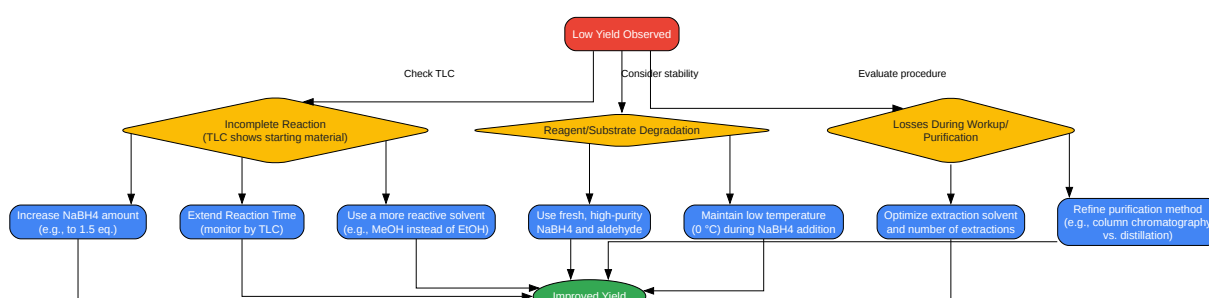 Low Yield Observed
Check TLC
Consider stability
Evaluate procedure
Incomplete Reaction
(TLC shows starting material)
Reagent/Substrate Degradation
Losses During Workup/
Purification
Increase NaBH4 amount
(e.g., to 1.5 eq.)
Extend Reaction Time
(monitor by TLC)
Use a more reactive solvent
(e.g., MeOH instead of EtOH)
Use fresh, high-purity
NaBH4 and aldehyde
Maintain low temperature
(0 °C) during NaBH4 addition
Optimize extraction solvent
and number of extractions
Refine purification method
(e.g., column chromatography
vs. distillation)
Improved Yield